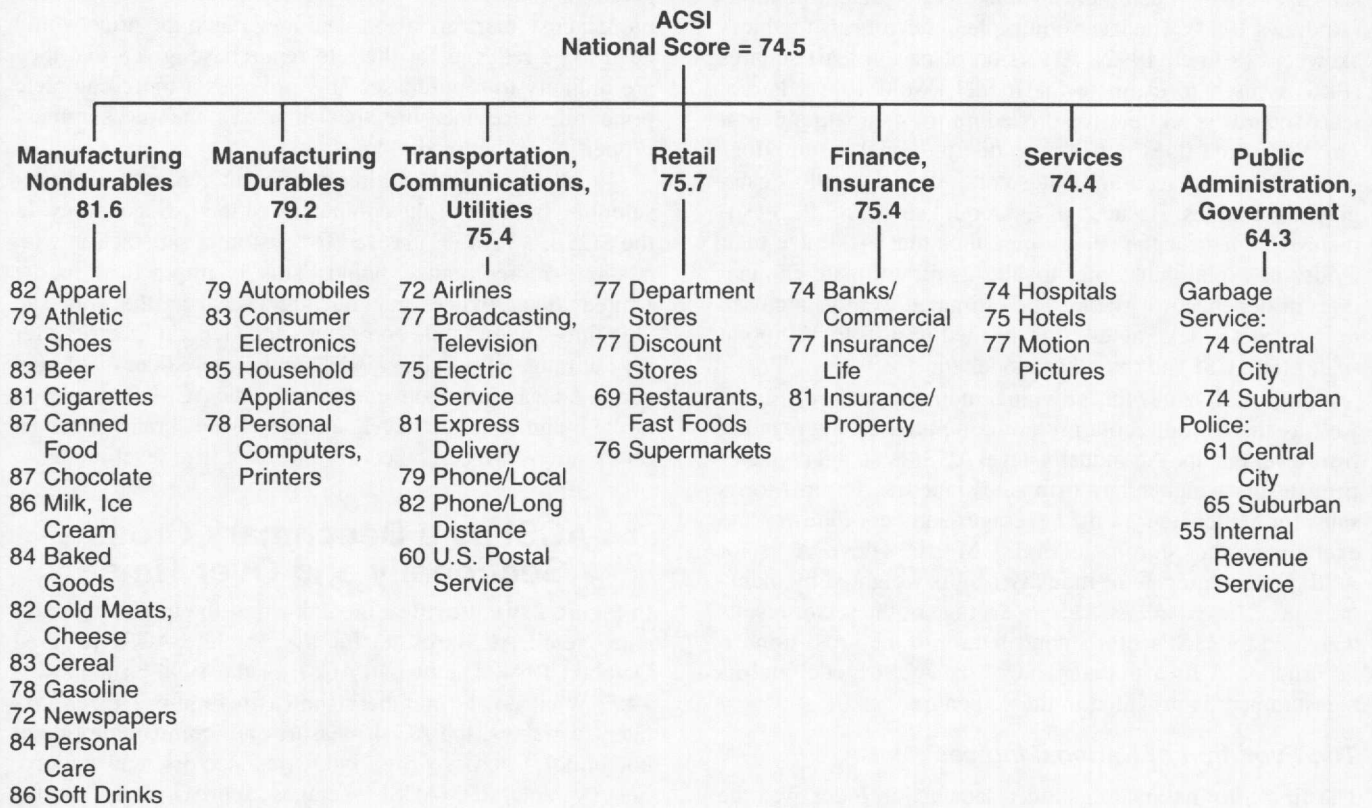 ACSI
National Score = 74.5
Manufacturing
Nondurables
81.6
82 Apparel
79 Athletic
Shoes
83 Beer
81 Cigarettes
87 Canned
Food
87 Chocolate
86 Milk, Ice
Cream
84 Baked
Goods
82 Cold Meats,
Cheese
83 Cereal
78 Gasoline
72 Newspapers
84 Personal
Care
86 Soft Drinks
Manufacturing
Durables
79.2
79 Automobiles
83 Consumer
Electronics
85 Household
Appliances
78 Personal
Computers,
Printers
Transportation,
Communications,
Utilities
75.4
72 Airlines
77 Broadcasting,
Television
75 Electric
Service
81 Express
Delivery
79 Phone/Local
82 Phone/Long
Distance
60 U.S. Postal
Service
Retail
75.7
77 Department
Stores
77 Discount
Stores
69 Restaurants,
Fast Foods
76 Supermarkets
Finance,
Insurance
75.4
74 Banks/
Commercial
77 Insurance/
Life
81 Insurance/
Property
Services
74.4
74 Hospitals
75 Hotels
77 Motion
Pictures
Public
Administration,
Government
64.3
Garbage
Service:
74 Central
City
74 Suburban
Police:
61 Central
City
65 Suburban
55 Internal
Revenue
Service